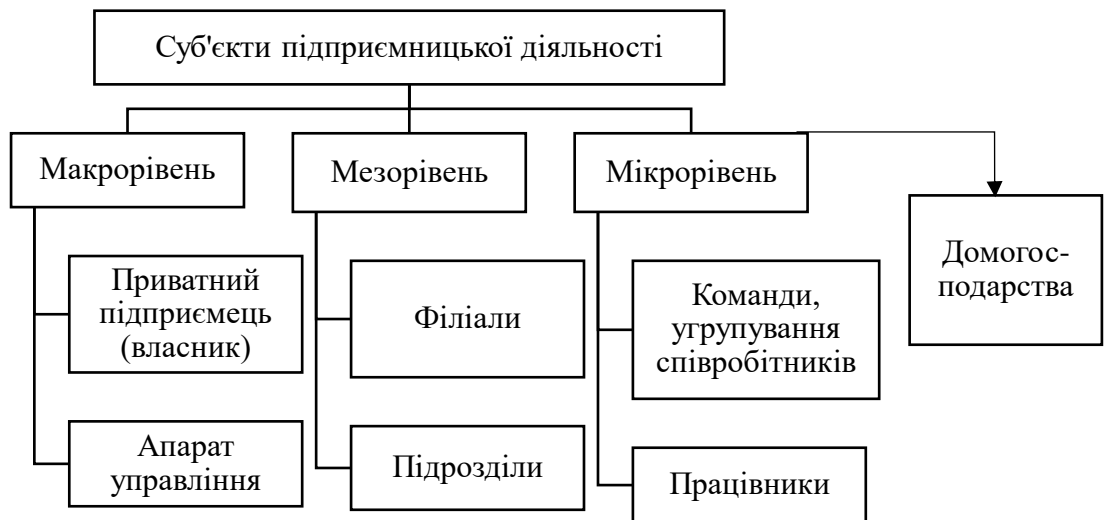 Суб'єкти підприємницької діяльності
Макрорівень
Мезорівень
Мікрорівень
Домогос-
подарства
Приватний
підприємець
(власник)
Філіали
Команди,
угрупування
співробітників
Апарат
управління
Підрозділи
Працівники